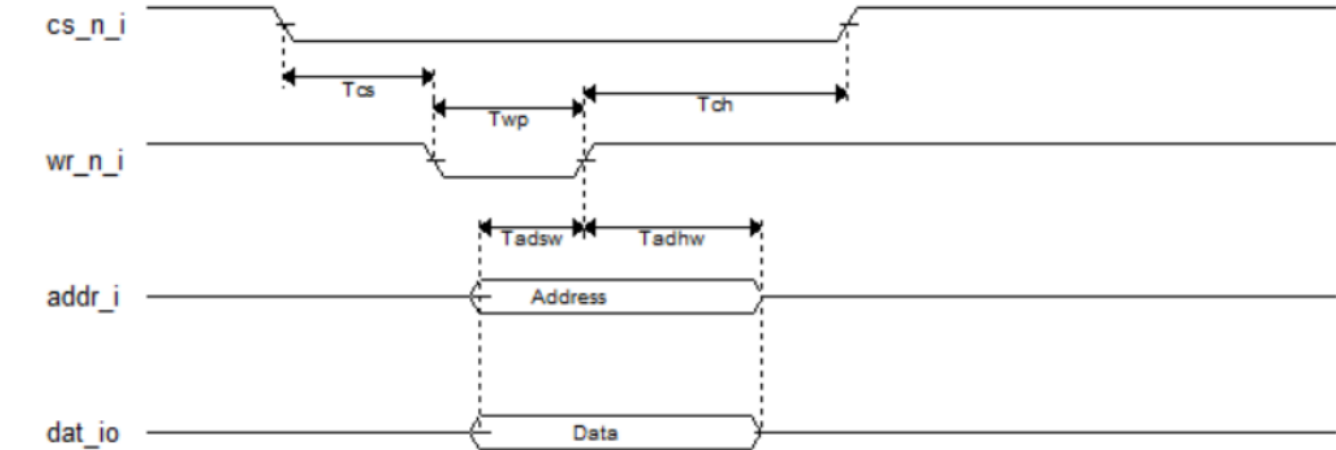 cs_n_i
Tcs
Tch
Twp
wr_n_i
Tadsw
Tadhw
addr_i
Address
dat_io
Data